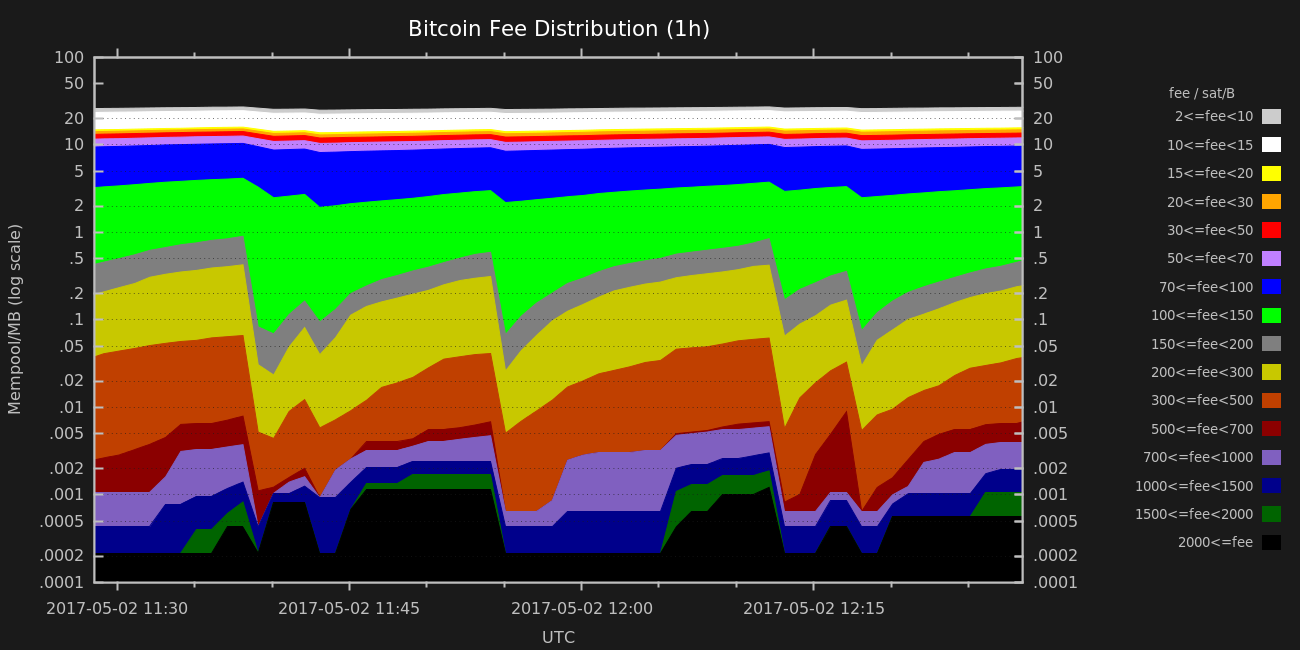 Bitcoin Fee Distribution (1h)
100 100
50 50
20 20
10 10
5 5
2 2
1 1
.5 .5
.2 .2
.1 .1
.05 .05
.02 .02
.01 .01
.005 .005
.002 .002
.001 .001
.0005 .0005
.0002 .0002
.0001 .0001
Mempool/MB (log scale)
2017-05-02 11:30 2017-05-02 11:45 2017-05-02 12:00 2017-05-02 12:15
UTC
fee / sat/B
2<=fee<10
10<=fee<15
15<=fee<20
20<=fee<30
30<=fee<50
50<=fee<70
70<=fee<100
100<=fee<150
150<=fee<200
200<=fee<300
300<=fee<500
500<=fee<700
700<=fee<1000
1000<=fee<1500
1500<=fee<2000
2000<=fee